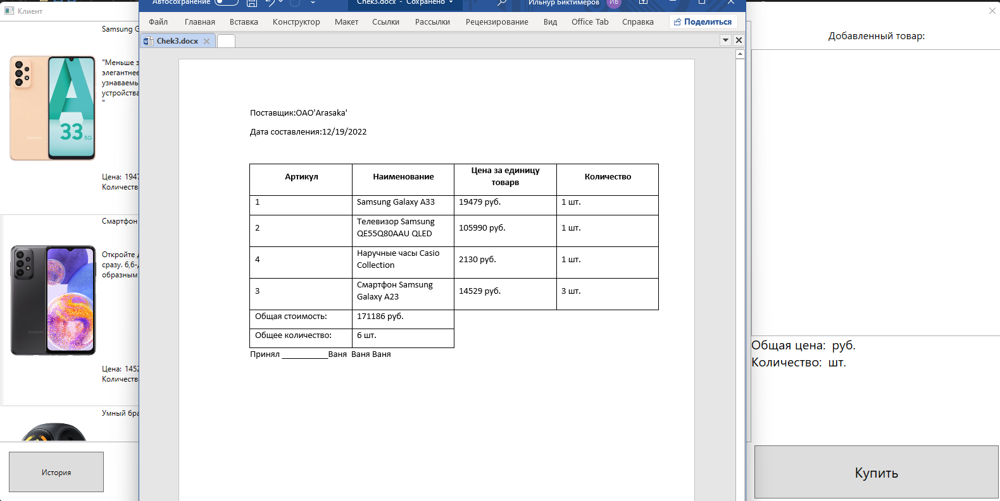 Клиент
Samsung G
"Меньше з
элегантнее
узнаваемы
устройства
"
A
33 5G
Цена: 1947
Количеств
Смартфон
Откройте д
сразу. 6,6-д
образным
Цена: 1452
Количеств
Умный бра
История
Автосохранение
Chek3.docx - Сохранено
Ильнур Биктимеров
ИБ
Файл Главная Вставка Конструктор Макет Ссылки Рассылки Рецензирование Вид Office Tab Справка Поделиться
Chek3.docx
Поставщик:ОАО'Arasaka'
Дата составления:12/19/2022
Артикул Наименование Цена за единицу товарв Количество
1 Samsung Galaxy A33 19479 руб. 1 шт.
2 Телевизор Samsung QE55Q80AAU QLED 105990 руб. 1 шт.
4 Наручные часы Casio Collection 2130 руб. 1 шт.
3 Смартфон Samsung Galaxy A23 14529 руб. 3 шт.
Общая стоимость: 171186 руб.
Общее количество: 6 шт.
Принял ___________Ваня Ваня Ваня
Добавленный товар:
Общая цена: руб.
Количество: шт.
Купить